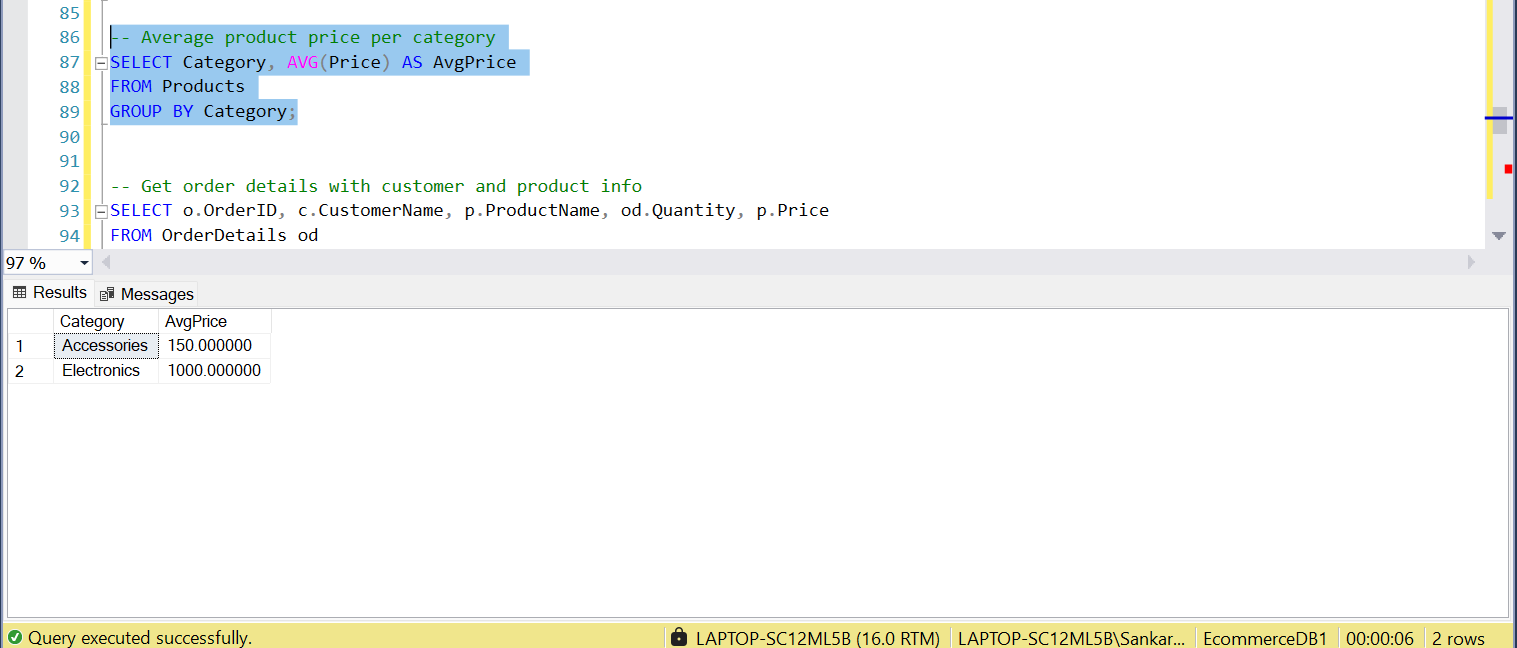 85
86 -- Average product price per category
87 SELECT Category, AVG(Price) AS AvgPrice
88 FROM Products
89 GROUP BY Category;
90
91
92 -- Get order details with customer and product info
93 SELECT o.OrderID, c.CustomerName, p.ProductName, od.Quantity, p.Price
94 FROM OrderDetails od
97 %
Results Messages
Category AvgPrice
1 Accessories 150.000000
2 Electronics 1000.000000
Query executed successfully. LAPTOP-SC12ML5B (16.0 RTM) LAPTOP-SC12ML5B\Sankar... EcommerceDB1 00:00:06 2 rows